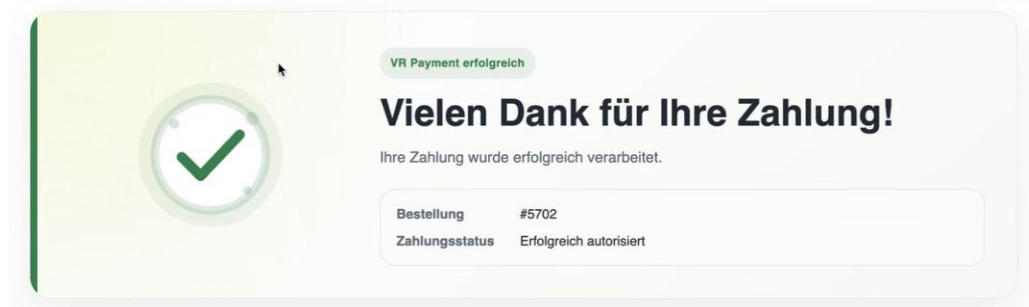 VR Payment erfolgreich
Vielen Dank für Ihre Zahlung!
Ihre Zahlung wurde erfolgreich verarbeitet.
Bestellung #5702
Zahlungsstatus Erfolgreich autorisiert